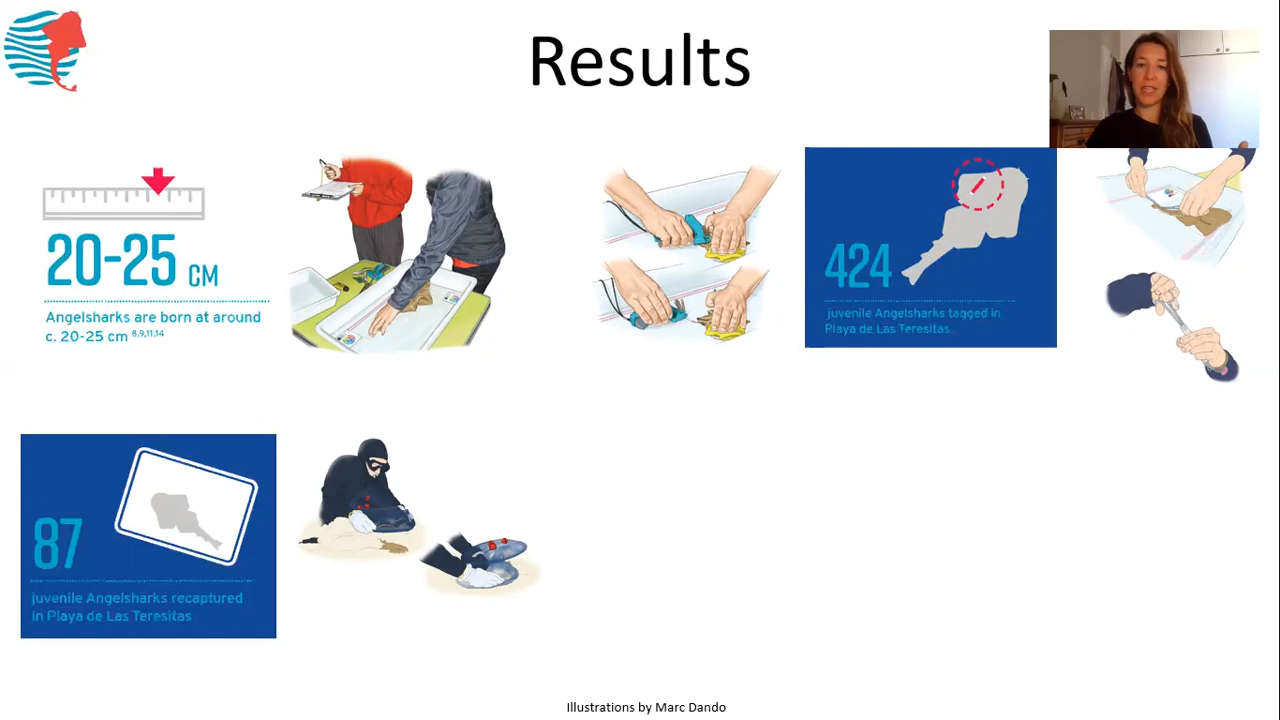 Results
20-25 CM
Angelsharks are born at around
c. 20-25 cm 8,9,11,14
424
juvenile Angelsharks tagged in
Playa de Las Teresitas
87
juvenile Angelsharks recaptured
in Playa de Las Teresitas
Illustrations by Marc Dando